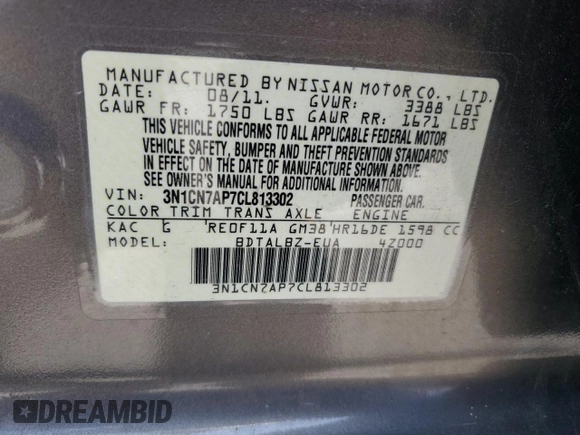 MANUFACTURED BY NISSAN MOTOR CO., LTD.
DATE: 08/11. GVWR: 3388 LBS
GAWR FR: 1750 LBS GAWR RR: 1671 LBS
THIS VEHICLE CONFORMS TO ALL APPLICABLE FEDERAL MOTOR
VEHICLE SAFETY, BUMPER AND THEFT PREVENTION STANDARDS
IN EFFECT ON THE DATE OF MANUFACTURE SHOWN ABOVE.
SEE OWNER'S MANUAL FOR ADDITIONAL INFORMATION.
VIN: 3N1CN7AP7CL813302 PASSENGER CAR.
COLOR TRIM TRANS AXLE ENGINE
KAC G RE0F11A GM38 HR16DE 1598 CC
MODEL: BDTALBZ-EUA 4Z000
3N1CN7AP7CL813302
DREAMBID